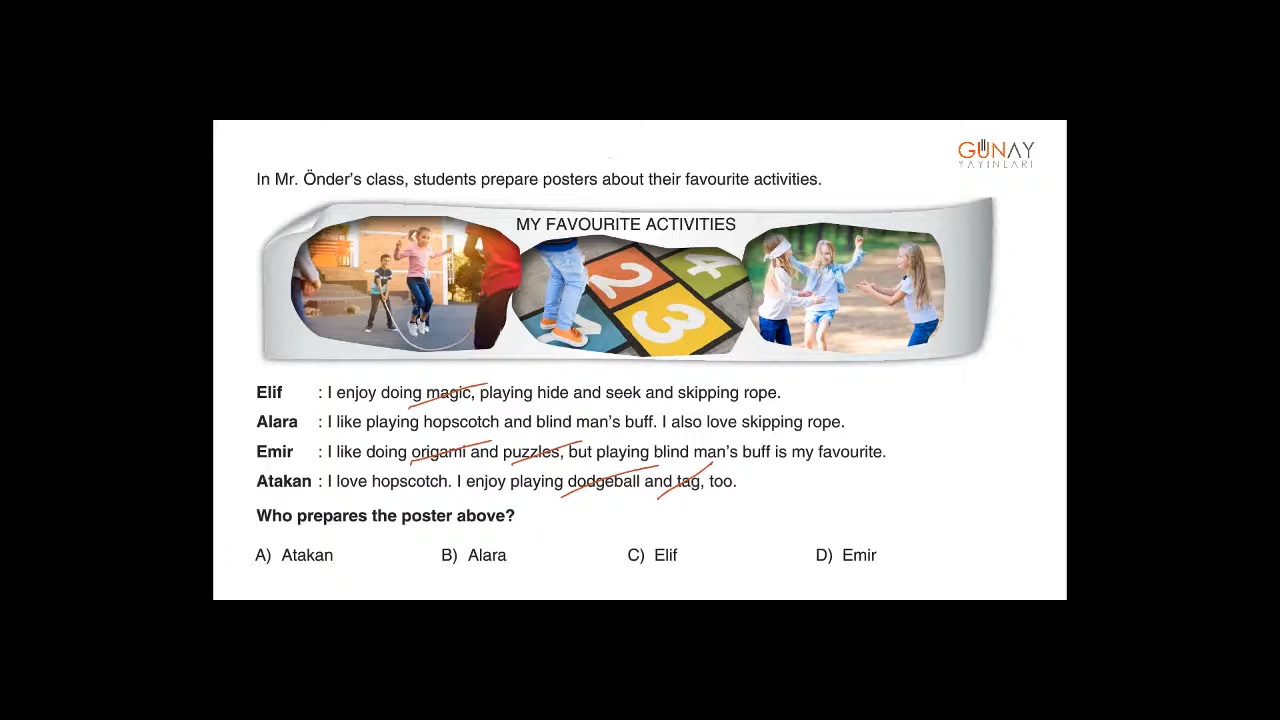 GÜNAY
YAYINLARI
In Mr. Önder's class, students prepare posters about their favourite activities.
MY FAVOURITE ACTIVITIES
2
4
1
3
Elif : I enjoy doing magic, playing hide and seek and skipping rope.
Alara : I like playing hopscotch and blind man's buff. I also love skipping rope.
Emir : I like doing origami and puzzles, but playing blind man's buff is my favourite.
Atakan : I love hopscotch. I enjoy playing dodgeball and tag, too.
Who prepares the poster above?
A) Atakan B) Alara C) Elif D) Emir